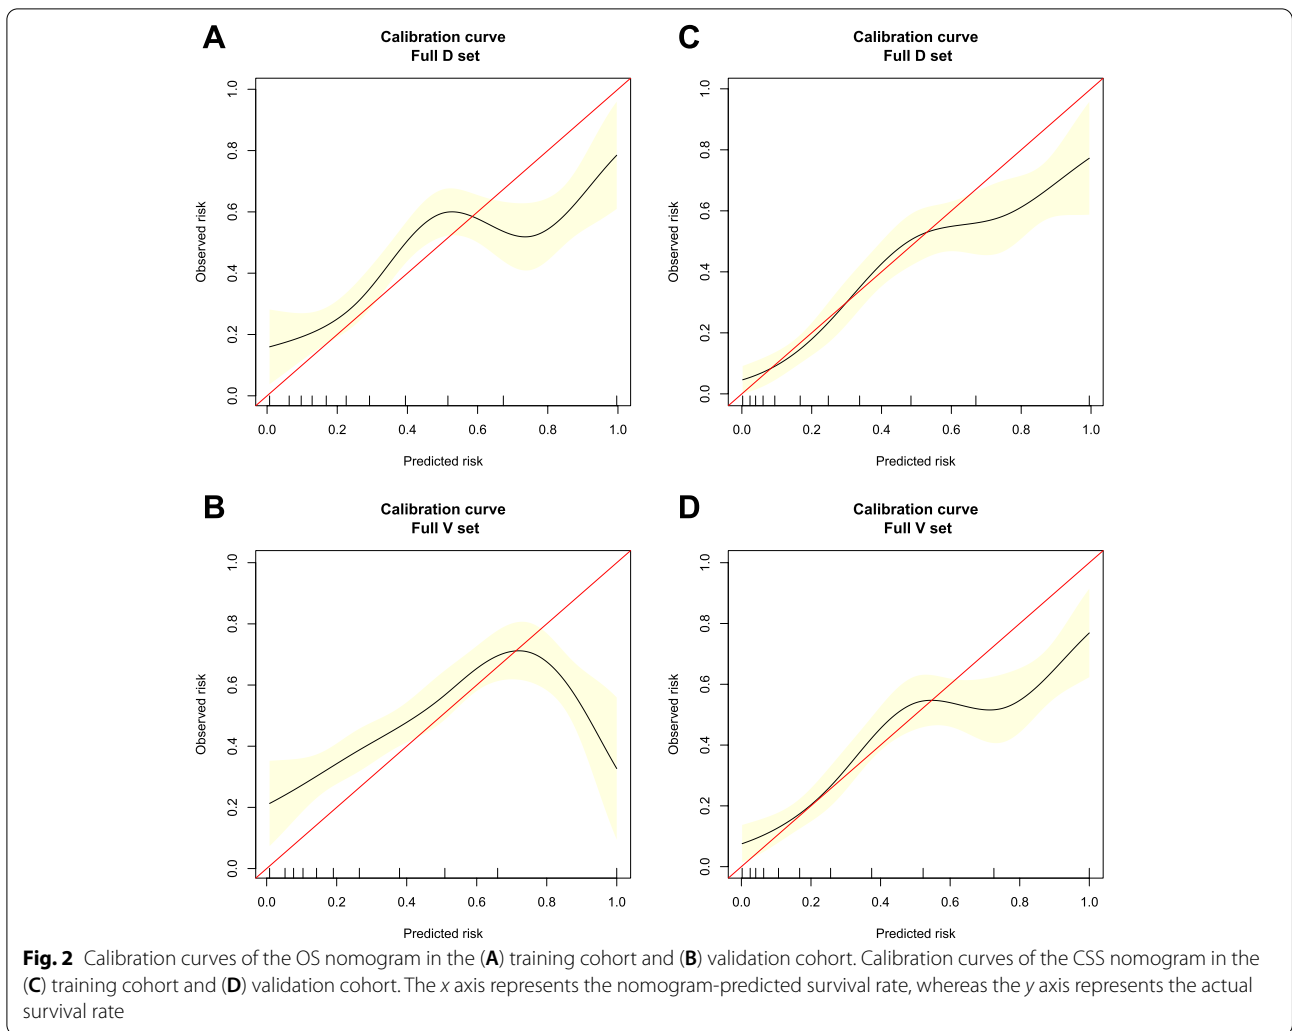 A
Calibration curve
Full D set
Observed risk
1.0
0.8
0.6
0.4
0.2
0.0
0.0 0.2 0.4 0.6 0.8 1.0
Predicted risk
C
Calibration curve
Full D set
Observed risk
1.0
0.8
0.6
0.4
0.2
0.0
0.0 0.2 0.4 0.6 0.8 1.0
Predicted risk
B
Calibration curve
Full V set
Observed risk
1.0
0.8
0.6
0.4
0.2
0.0
0.0 0.2 0.4 0.6 0.8 1.0
Predicted risk
D
Calibration curve
Full V set
Observed risk
1.0
0.8
0.6
0.4
0.2
0.0
0.0 0.2 0.4 0.6 0.8 1.0
Predicted risk
Fig. 2 Calibration curves of the OS nomogram in the (A) training cohort and (B) validation cohort. Calibration curves of the CSS nomogram in the
(C) training cohort and (D) validation cohort. The x axis represents the nomogram-predicted survival rate, whereas the y axis represents the actual
survival rate